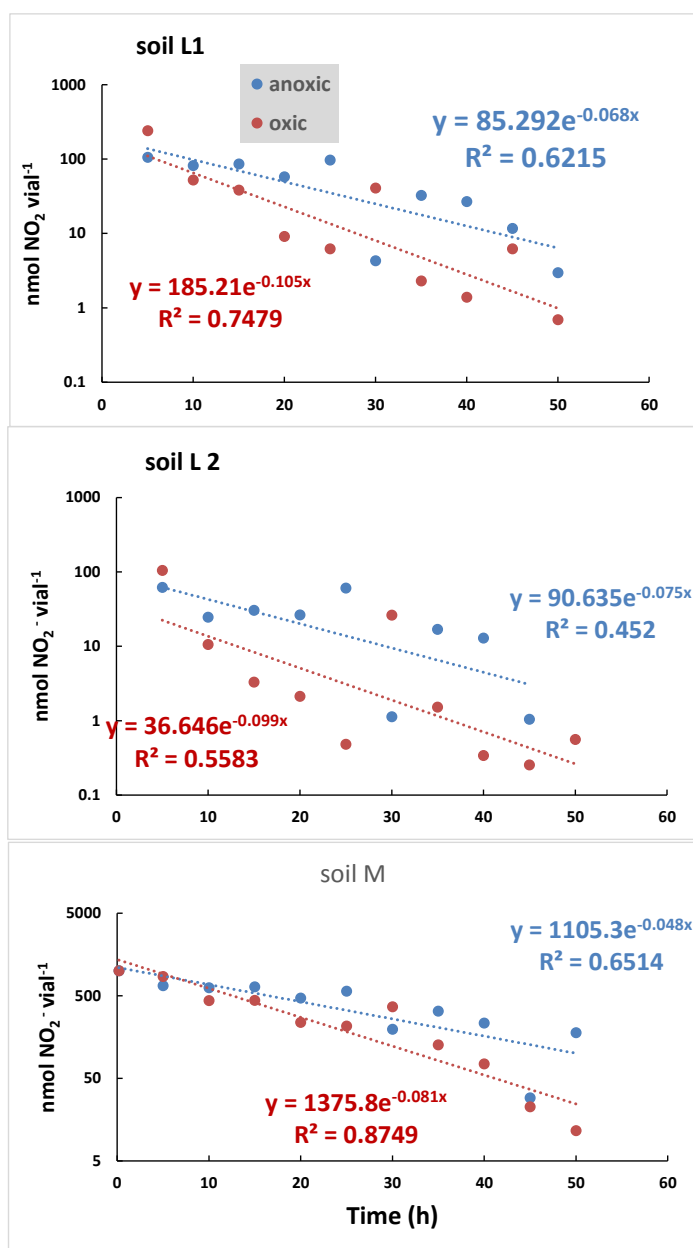 soil L1
1000
100
10
1
0.1
nmol NO₂ vial⁻¹
anoxic
oxic
y = 85.292e⁻⁰·⁰⁶⁸ˣ
R² = 0.6215
y = 185.21e⁻⁰·¹⁰⁵ˣ
R² = 0.7479
0 10 20 30 40 50 60
soil L 2
1000
100
10
1
0.1
nmol NO₂⁻ vial⁻¹
y = 90.635e⁻⁰·⁰⁷⁵ˣ
R² = 0.452
y = 36.646e⁻⁰·⁰⁹⁹ˣ
R² = 0.5583
0 10 20 30 40 50 60
soil M
5000
500
50
5
nmol NO₂⁻ vial⁻¹
y = 1105.3e⁻⁰·⁰⁴⁸ˣ
R² = 0.6514
y = 1375.8e⁻⁰·⁰⁸¹ˣ
R² = 0.8749
0 10 20 30 40 50 60
Time (h)